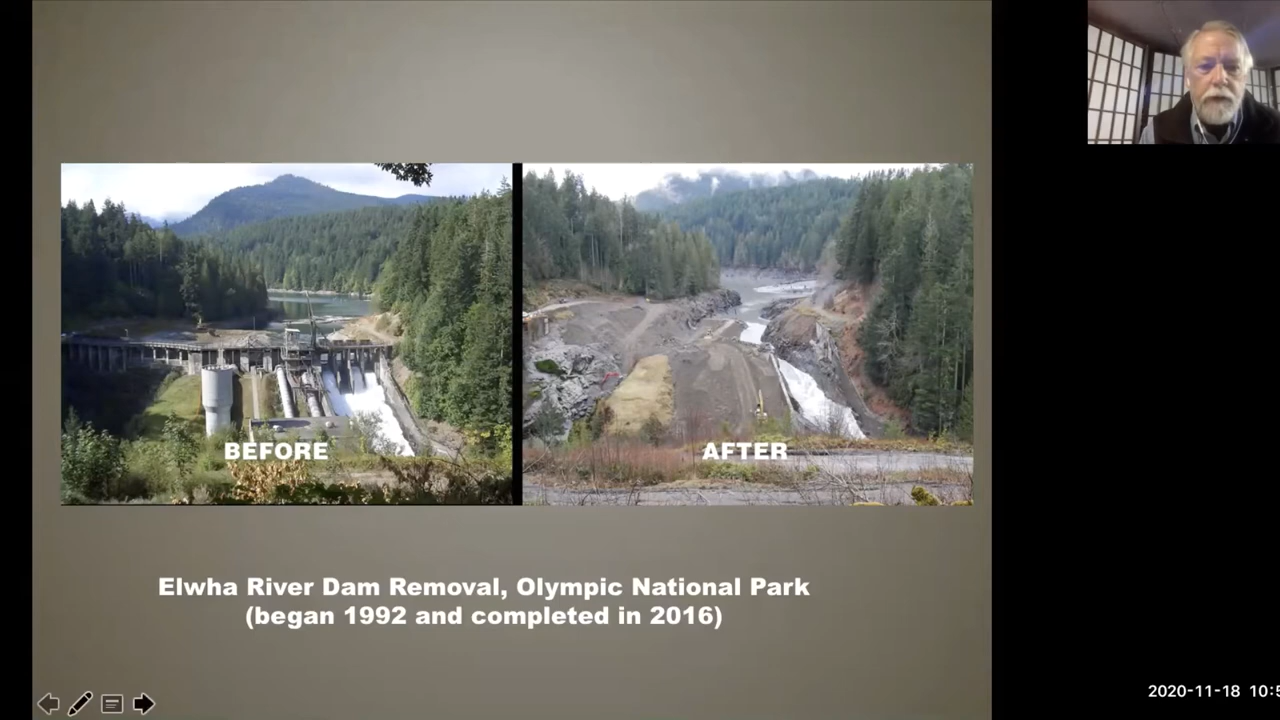 BEFORE
AFTER
Elwha River Dam Removal, Olympic National Park
(began 1992 and completed in 2016)
2020-11-18 10:5